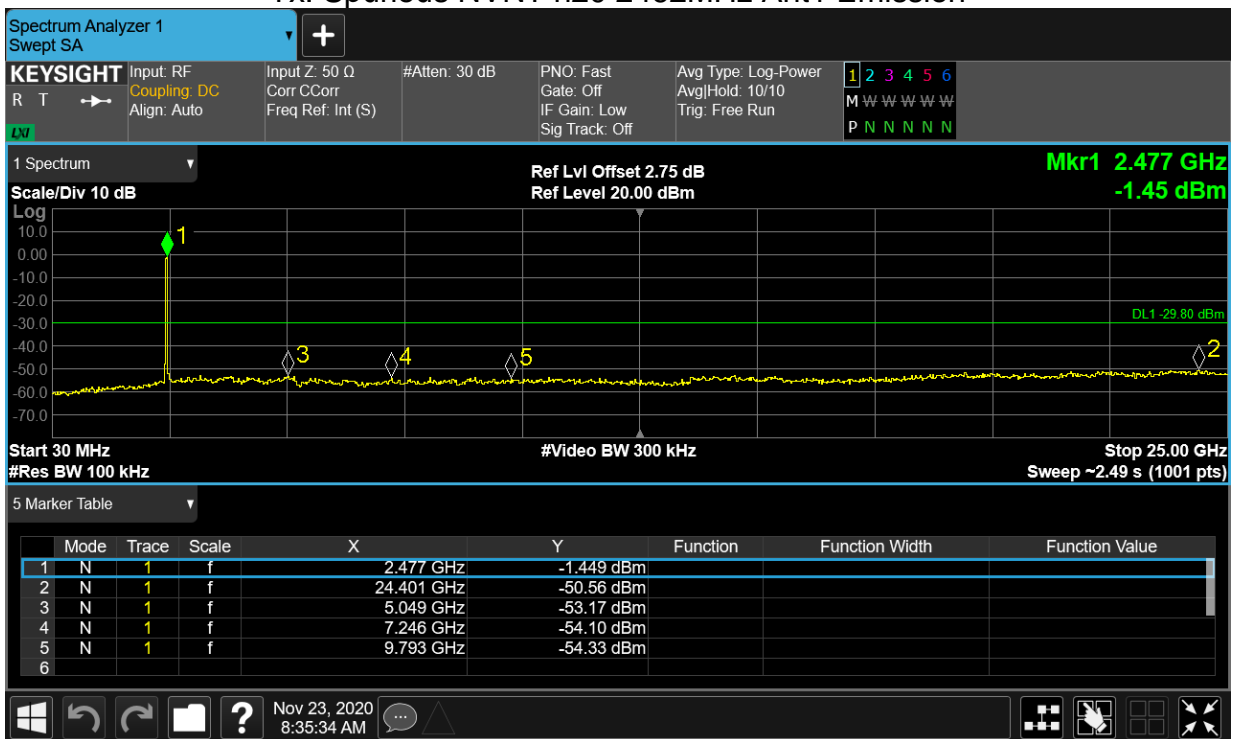 Spectrum Analyzer 1
Swept SA
KEYSIGHT Input: RF Input Z: 50 Ω #Atten: 30 dB PNO: Fast Avg Type: Log-Power 1 2 3 4 5 6
R T Coupling: DC Corr CCorr Gate: Off Avg|Hold: 10/10 M W W W W W
Align: Auto Freq Ref: Int (S) IF Gain: Low Trig: Free Run
LXI Sig Track: Off P N N N N N
1 Spectrum Ref Lvl Offset 2.75 dB Mkr1 2.477 GHz
Scale/Div 10 dB Ref Level 20.00 dBm -1.45 dBm
Log
10.0 1
0.00
-10.0
-20.0
-30.0 DL1 -29.80 dBm
-40.0 3 4 5 2
-50.0
-60.0
-70.0
Start 30 MHz #Video BW 300 kHz Stop 25.00 GHz
#Res BW 100 kHz Sweep ~2.49 s (1001 pts)
5 Marker Table
Mode Trace Scale X Y Function Function Width Function Value
1 N 1 f 2.477 GHz -1.449 dBm
2 N 1 f 24.401 GHz -50.56 dBm
3 N 1 f 5.049 GHz -53.17 dBm
4 N 1 f 7.246 GHz -54.10 dBm
5 N 1 f 9.793 GHz -54.33 dBm
6
? Nov 23, 2020
8:35:34 AM